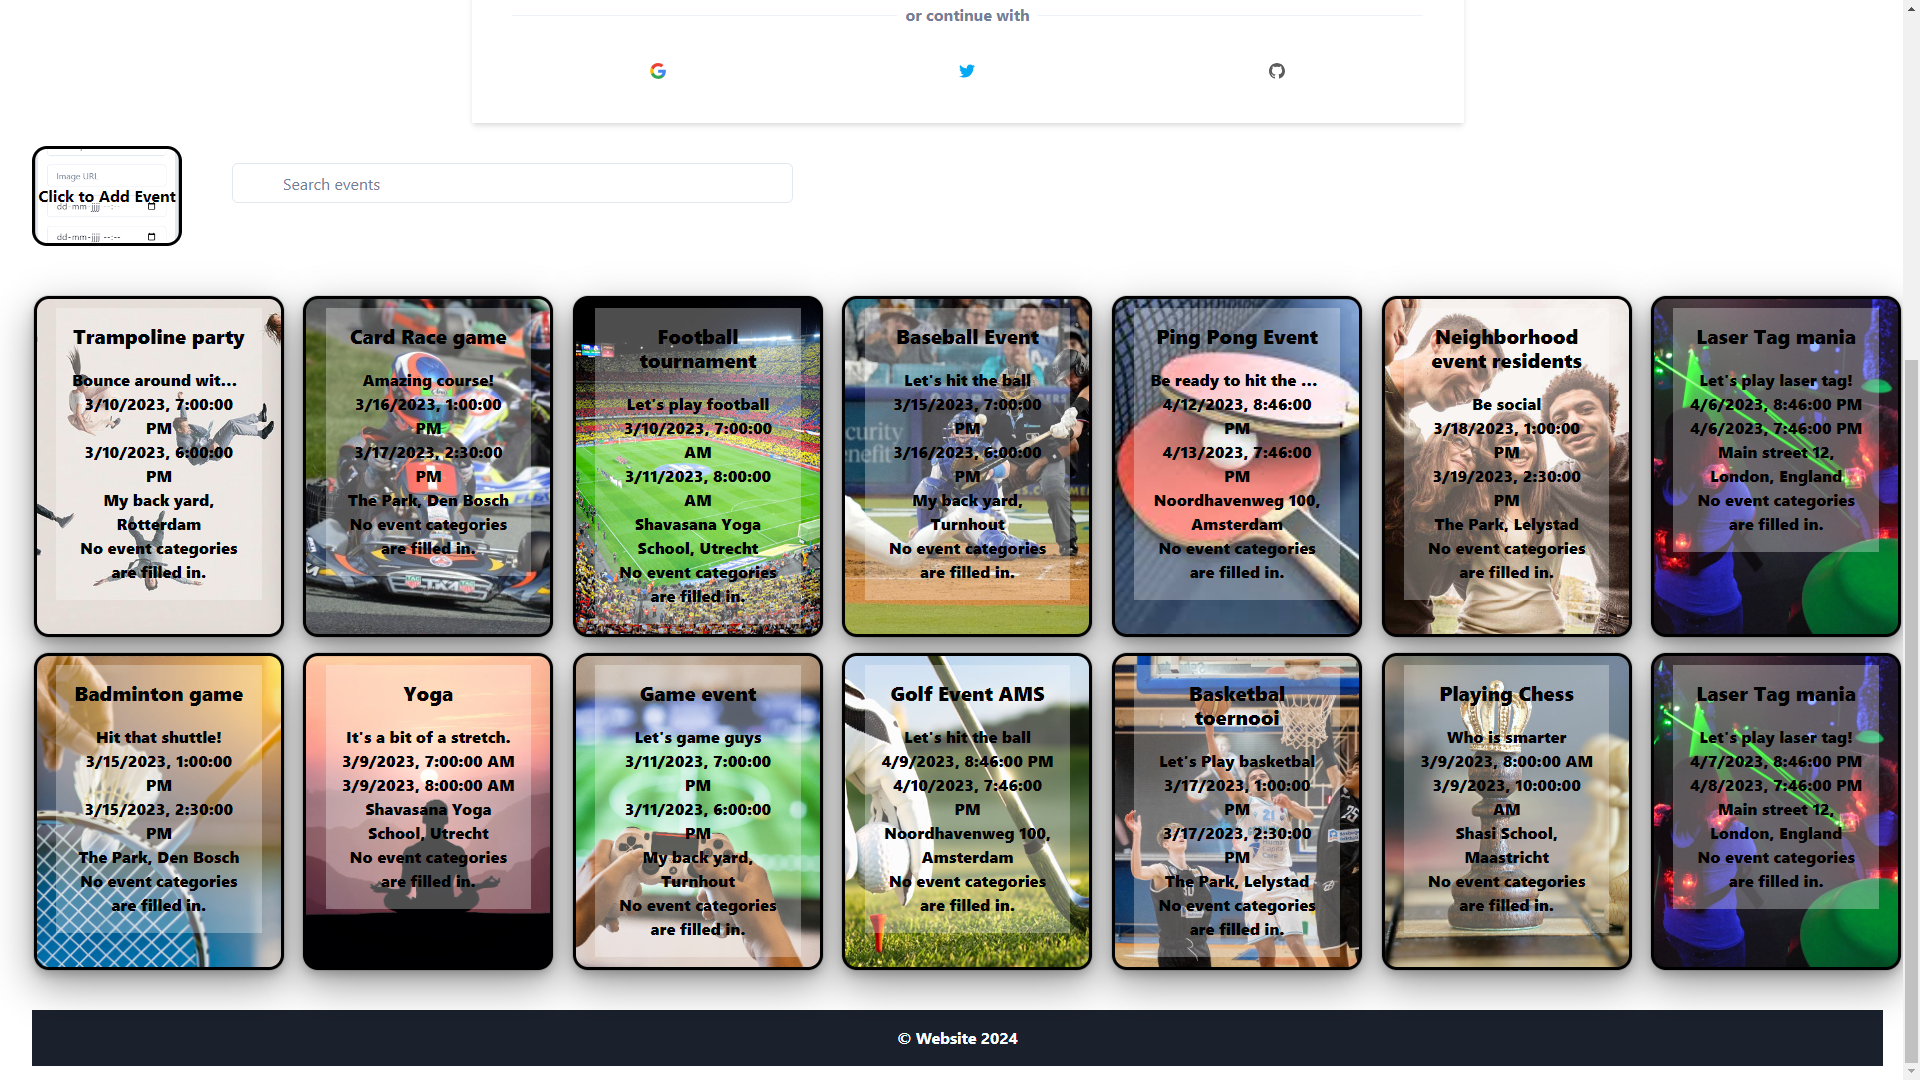 or continue with
Image URL
Click to Add Event
dd-mm-jjjj --:--
dd-mm-jjjj --:--
Search events
Trampoline party
Bounce around wit...
3/10/2023, 7:00:00
PM
3/10/2023, 6:00:00
PM
My back yard,
Rotterdam
No event categories
are filled in.
Card Race game
Amazing course!
3/16/2023, 1:00:00
PM
3/17/2023, 2:30:00
PM
The Park, Den Bosch
No event categories
are filled in.
Football
tournament
Let's play football
3/10/2023, 7:00:00
AM
3/11/2023, 8:00:00
AM
Shavasana Yoga
School, Utrecht
No event categories
are filled in.
Baseball Event
Let's hit the ball
3/15/2023, 7:00:00
PM
3/16/2023, 6:00:00
PM
My back yard,
Turnhout
No event categories
are filled in.
Ping Pong Event
Be ready to hit the ...
4/12/2023, 8:46:00
PM
4/13/2023, 7:46:00
PM
Noordhavenweg 100,
Amsterdam
No event categories
are filled in.
Neighborhood
event residents
Be social
3/18/2023, 1:00:00
PM
3/19/2023, 2:30:00
PM
The Park, Lelystad
No event categories
are filled in.
Laser Tag mania
Let's play laser tag!
4/6/2023, 8:46:00 PM
4/6/2023, 7:46:00 PM
Main street 12,
London, England
No event categories
are filled in.
Badminton game
Hit that shuttle!
3/15/2023, 1:00:00
PM
3/15/2023, 2:30:00
PM
The Park, Den Bosch
No event categories
are filled in.
Yoga
It's a bit of a stretch.
3/9/2023, 7:00:00 AM
3/9/2023, 8:00:00 AM
Shavasana Yoga
School, Utrecht
No event categories
are filled in.
Game event
Let's game guys
3/11/2023, 7:00:00
PM
3/11/2023, 6:00:00
PM
My back yard,
Turnhout
No event categories
are filled in.
Golf Event AMS
Let's hit the ball
4/9/2023, 8:46:00 PM
4/10/2023, 7:46:00
PM
Noordhavenweg 100,
Amsterdam
No event categories
are filled in.
Basketbal
toernooi
Let's Play basketbal
3/17/2023, 1:00:00
PM
3/17/2023, 2:30:00
PM
The Park, Lelystad
No event categories
are filled in.
Playing Chess
Who is smarter
3/9/2023, 8:00:00 AM
3/9/2023, 10:00:00
AM
Shasi School,
Maastricht
No event categories
are filled in.
Laser Tag mania
Let's play laser tag!
4/7/2023, 8:46:00 PM
4/8/2023, 7:46:00 PM
Main street 12,
London, England
No event categories
are filled in.
© Website 2024